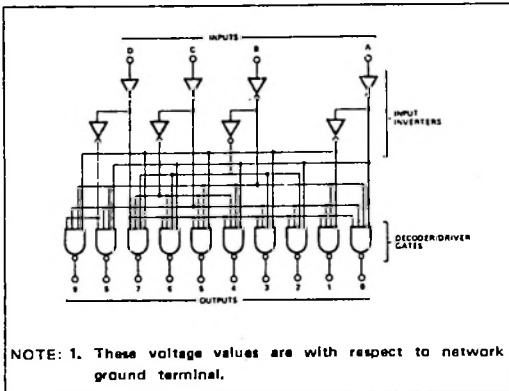 INPUTS
D C B A
INPUT
INVERTERS
DECODER/DRIVER
GATES
9 8 7 6 5 4 3 2 1 0
OUTPUTS
NOTE: 1. These voltage values are with respect to network
ground terminal.